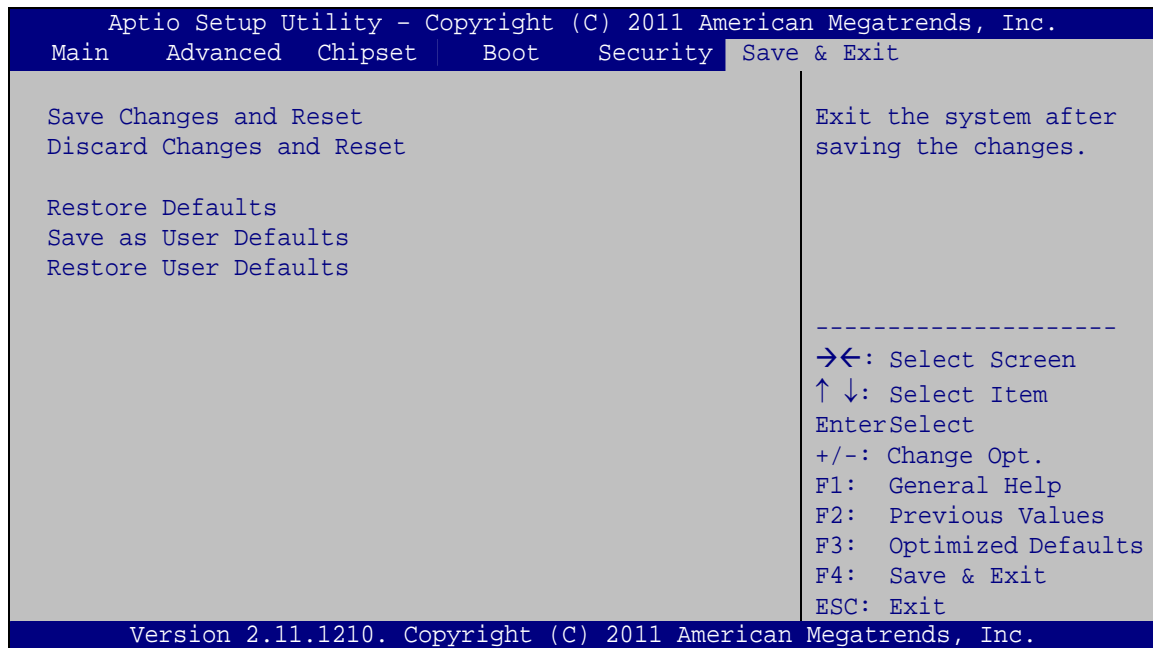 Aptio Setup Utility – Copyright (C) 2011 American Megatrends, Inc.
Main Advanced Chipset Boot Security Save & Exit
Save Changes and Reset
Discard Changes and Reset
Restore Defaults
Save as User Defaults
Restore User Defaults
Exit the system after
saving the changes.
---------------------
→←: Select Screen
↑ ↓: Select Item
EnterSelect
+/-: Change Opt.
F1: General Help
F2: Previous Values
F3: Optimized Defaults
F4: Save & Exit
ESC: Exit
Version 2.11.1210. Copyright (C) 2011 American Megatrends, Inc.